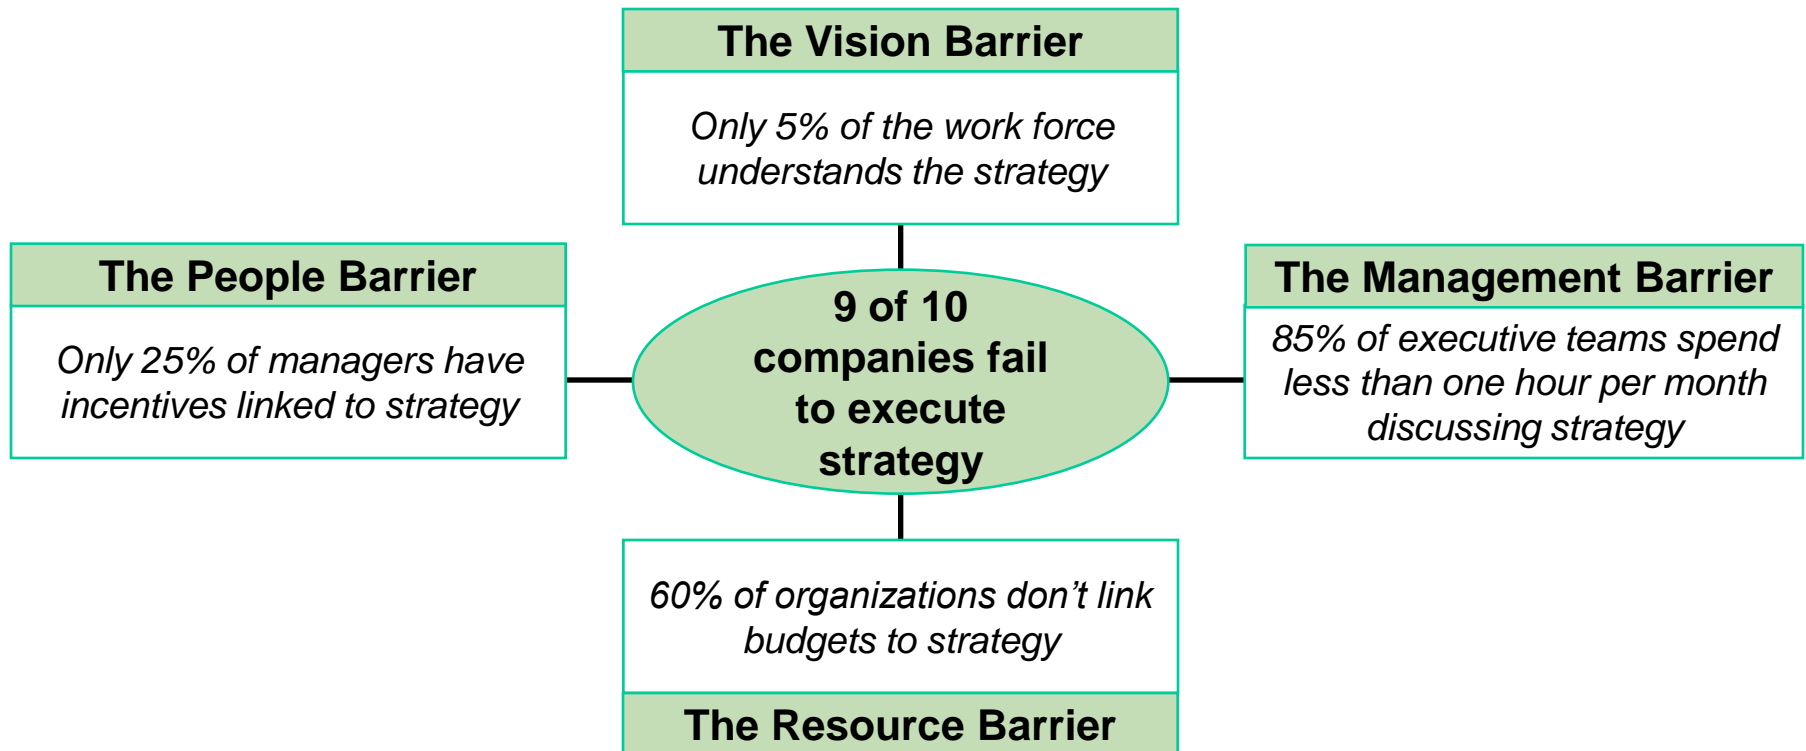 The Vision Barrier
Only 5% of the work force
understands the strategy
The People Barrier
Only 25% of managers have
incentives linked to strategy
9 of 10
companies fail
to execute
strategy
The Management Barrier
85% of executive teams spend
less than one hour per month
discussing strategy
60% of organizations don’t link
budgets to strategy
The Resource Barrier